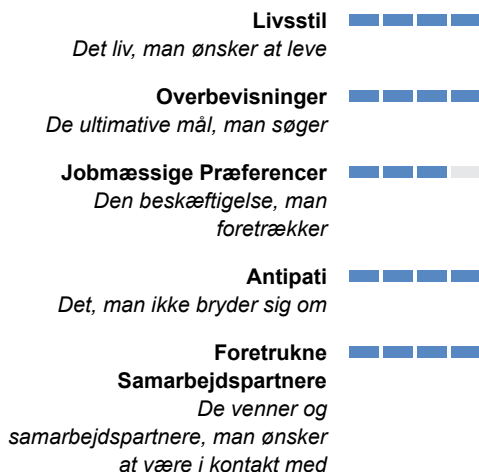 Livsstil
Det liv, man ønsker at leve
Overbevisninger
De ultimative mål, man søger
Jobmæssige Præferencer
Den beskæftigelse, man
foretrækker
Antipati
Det, man ikke bryder sig om
Foretrukne
Samarbejdspartnere
De venner og
samarbejdspartnere, man ønsker
at være i kontakt med